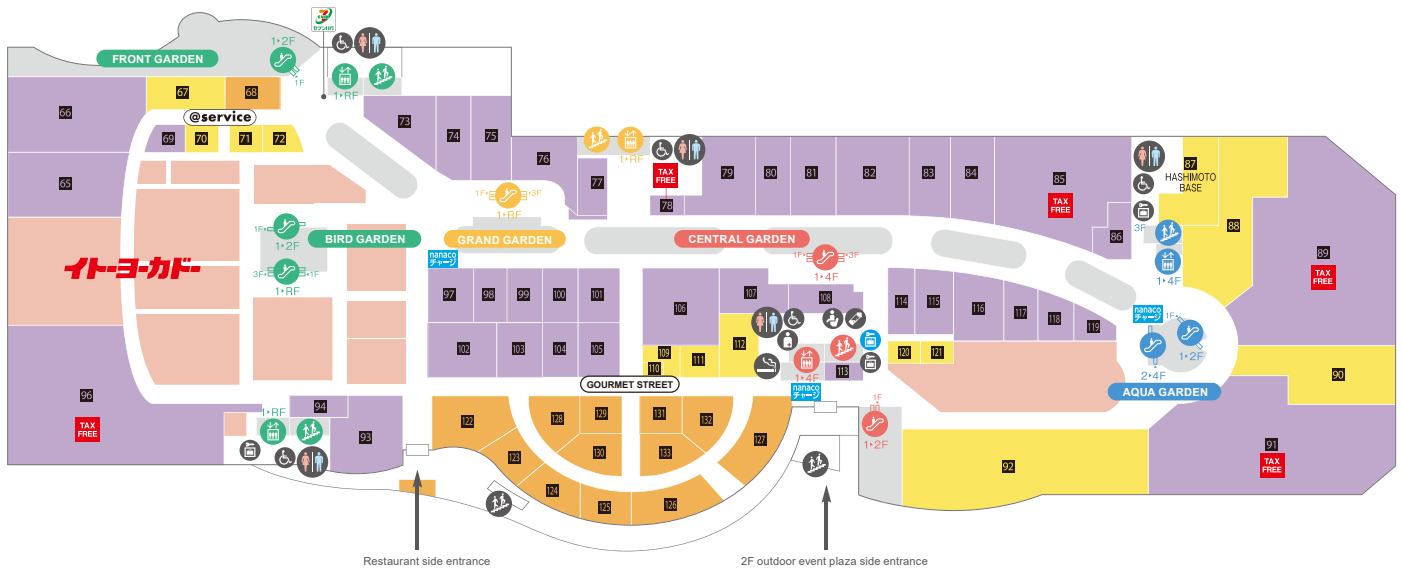 7
セブン銀行
1▸2F
FRONT GARDEN
1F
1▸RF
67
68
@service
66
69
70
71
72
73
74
75
76
77
1▸RF
TAX
FREE
78
79
80
81
82
83
84
85
TAX
FREE
86
87
HASHIMOTO
BASE
88
3F
1▸4F
89
TAX
FREE
65
イトーヨーカドー
1F
1▸2F
3F
1F
1▸RF
BIRD GARDEN
1F
3F
1▸RF
GRAND GARDEN
CENTRAL GARDEN
1F
3F
1▸4F
nanaco
チャージ
97
98
99
100
101
102
103
104
105
106
107
108
109
110
111
112
113
1▸4F
nanaco
チャージ
114
115
116
117
118
119
120
121
nanaco
チャージ
1F
1▸2F
2▸4F
AQUA GARDEN
90
GOURMET STREET
96
TAX
FREE
1▸RF
94
93
122
123
124
125
126
127
128
129
130
131
132
133
1F
1▸2F
92
91
TAX
FREE
Restaurant side entrance
2F outdoor event plaza side entrance